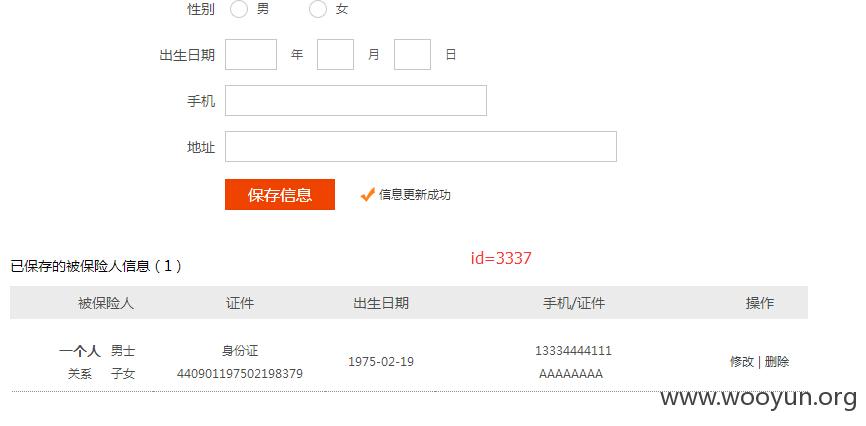 性别 男 女
出生日期 年 月 日
手机
地址
保存信息 信息更新成功
id=3337
已保存的被保险人信息（1）
被保险人 证件 出生日期 手机/证件 操作
一个人 男士 身份证 1975-02-19 13334444111 修改 | 删除
关系 子女 440901197502198379 AAAAAAAA
www.wooyun.org